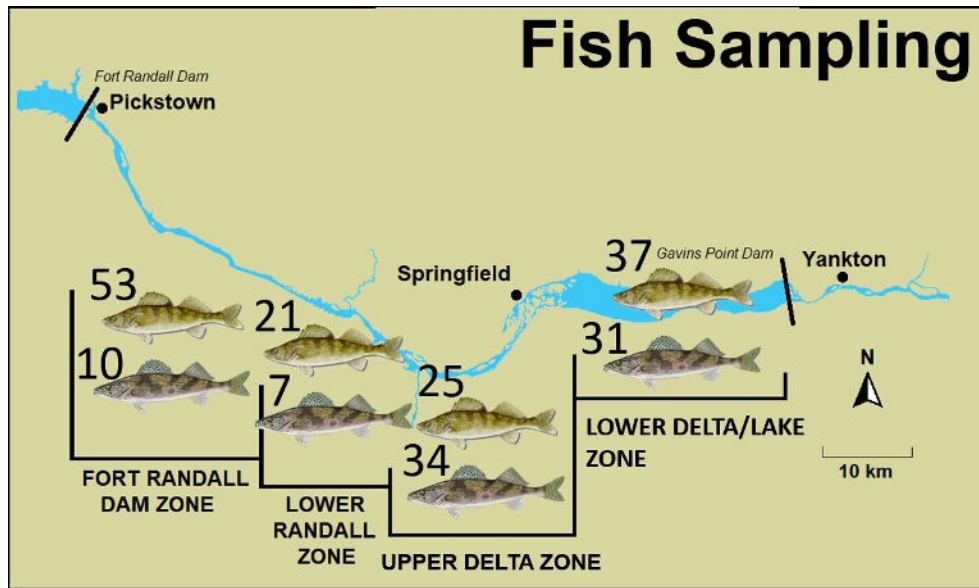 Fish Sampling
Fort Randall Dam
Pickstown
Springfield
37
Gavins Point Dam
Yankton
53
21
31
10
7
25
N
34
LOWER DELTA/LAKE
ZONE
10 km
FORT RANDALL
DAM ZONE
LOWER
RANDALL
ZONE
UPPER DELTA ZONE